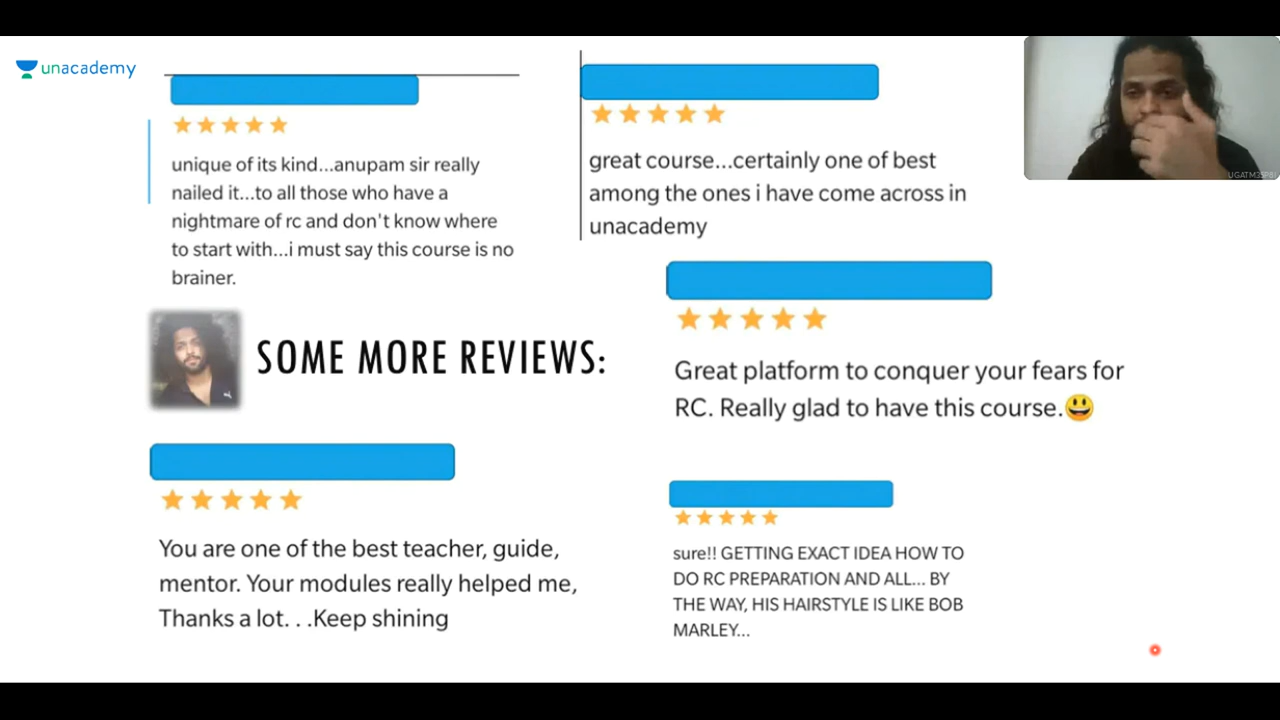 unacademy
unique of its kind...anupam sir really
nailed it...to all those who have a
nightmare of rc and don't know where
to start with...i must say this course is no
brainer.
great course...certainly one of best
among the ones i have come across in
unacademy
SOME MORE REVIEWS:
Great platform to conquer your fears for
RC. Really glad to have this course.😃
You are one of the best teacher, guide,
mentor. Your modules really helped me,
Thanks a lot. . .Keep shining
sure!! GETTING EXACT IDEA HOW TO
DO RC PREPARATION AND ALL... BY
THE WAY, HIS HAIRSTYLE IS LIKE BOB
MARLEY...